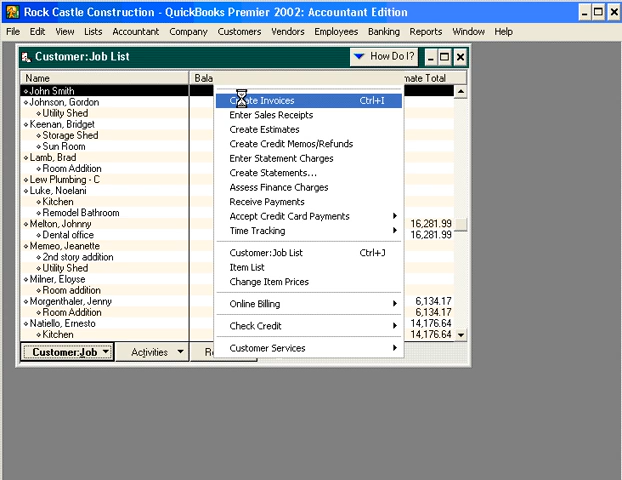 Rock Castle Construction - QuickBooks Premier 2002: Accountant Edition
File Edit View Lists Accountant Company Customers Vendors Employees Banking Reports Window Help
Customer:Job List How Do I?
Name Bala mate Total
John Smith
Johnson, Gordon
Utility Shed
Keenan, Bridget
Storage Shed
Sun Room
Lamb, Brad
Room Addition
Lew Plumbing - C
Luke, Noelani
Kitchen
Remodel Bathroom
Melton, Johnny 16,281.99
Dental office 16,281.99
Memeo, Jeanette
2nd story addition
Utility Shed
Milner, Eloyse
Room addition
Morgenthaler, Jenny 6,134.17
Room addition 6,134.17
Natiello, Ernesto 14,176.64
Kitchen 14,176.64
Customer:Job Activities Re
Create Invoices Ctrl+I
Enter Sales Receipts
Create Estimates
Create Credit Memos/Refunds
Enter Statement Charges
Create Statements...
Assess Finance Charges
Receive Payments
Accept Credit Card Payments
Time Tracking
Customer:Job List Ctrl+J
Item List
Change Item Prices
Online Billing
Check Credit
Customer Services